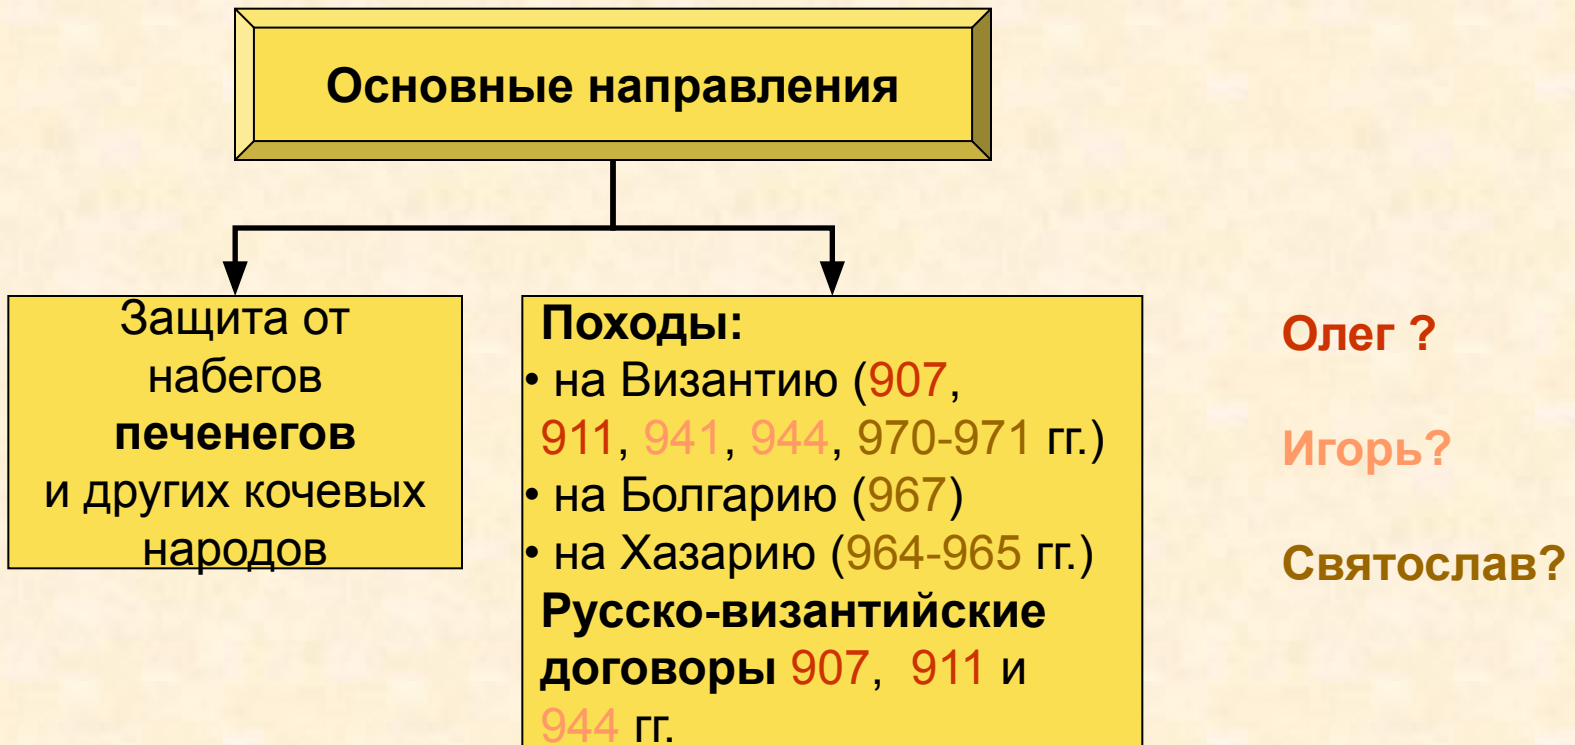 Основные направления
Защита от
набегов
печенегов
и других кочевых
народов
Походы:
• на Византию (907,
911, 941, 944, 970-971 гг.)
• на Болгарию (967)
• на Хазарию (964-965 гг.)
Русско-византийские
договоры 907, 911 и
944 гг.
Олег ?
Игорь?
Святослав?